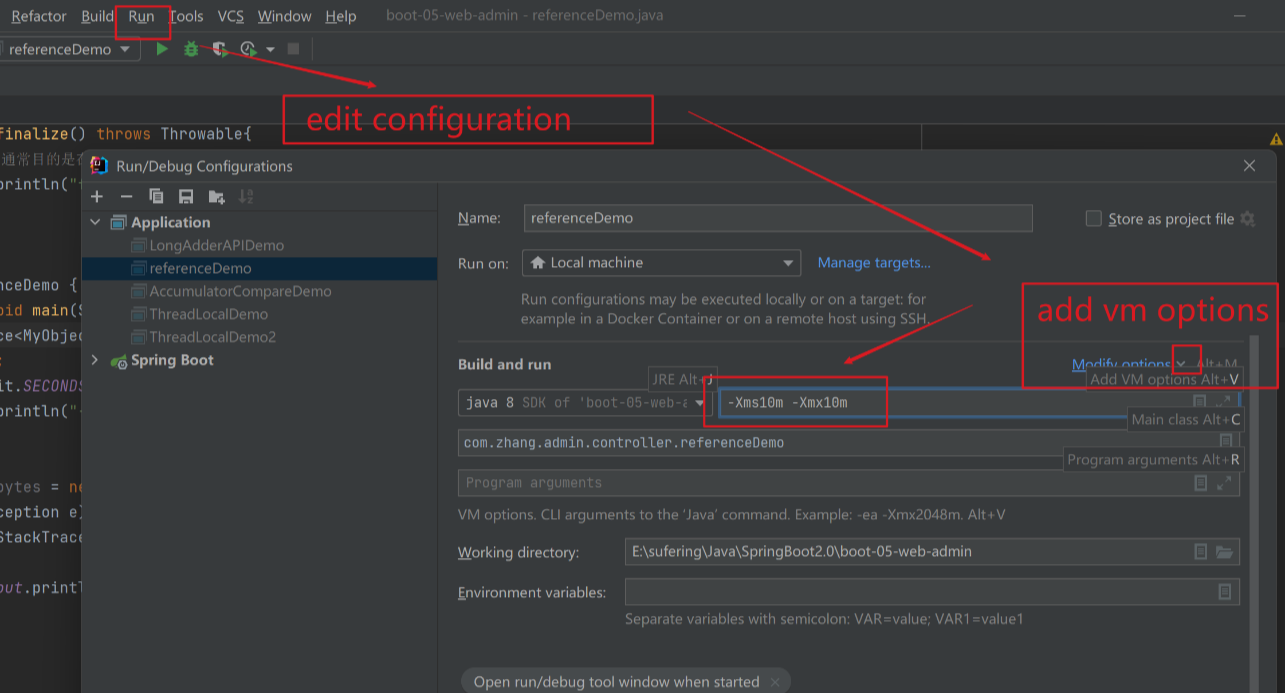 Refactor Build Run Tools VCS Window Help boot-05-web-admin - referenceDemo.java
referenceDemo
edit configuration
finalize() throws Throwable{
通常目的是在
println("
Run/Debug Configurations
Application
LongAdderAPIDemo
referenceDemo
AccumulatorCompareDemo
ThreadLocalDemo
ThreadLocalDemo2
Spring Boot
nceDemo {
oid main(S
ce<MyObjec
;
it.SECONDS
println("
bytes = ne
ception e)
StackTrace
out.printl
Name: referenceDemo
Store as project file
Run on: Local machine Manage targets...
Run configurations may be executed locally or on a target: for
example in a Docker Container or on a remote host using SSH.
add vm options
Build and run
Modify options Alt+M
JRE Alt+J
Add VM options Alt+V
java 8 SDK of 'boot-05-web-a
-Xms10m -Xmx10m
Main class Alt+C
com.zhang.admin.controller.referenceDemo
Program arguments Alt+R
Program arguments
VM options. CLI arguments to the 'Java' command. Example: -ea -Xmx2048m. Alt+V
Working directory: E:\sufering\Java\SpringBoot2.0\boot-05-web-admin
Environment variables:
Separate variables with semicolon: VAR=value; VAR1=value1
Open run/debug tool window when started